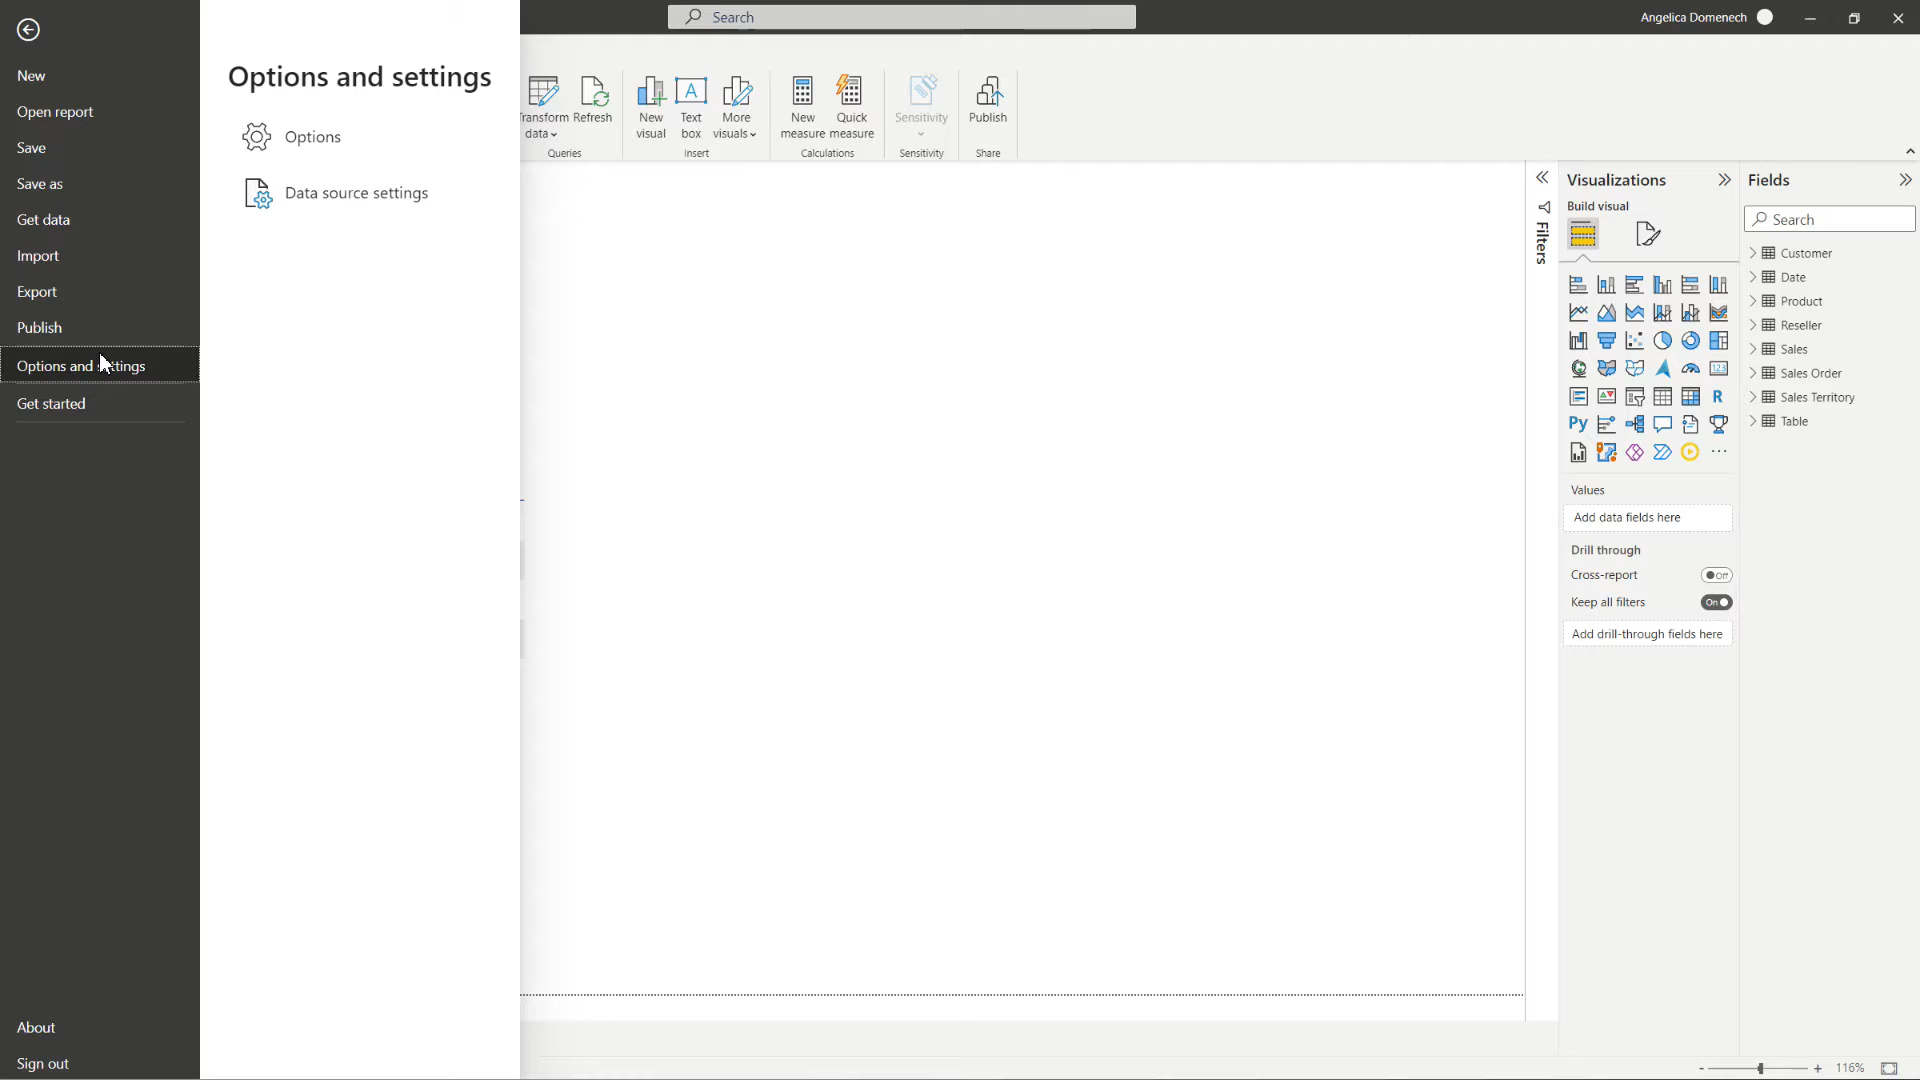 Search
Angelica Domenech
New
Open report
Save
Save as
Get data
Import
Export
Publish
Options and settings
Get started
About
Sign out
Options and settings
Options
Data source settings
Transform data
Refresh
Queries
New visual
Text box
More visuals
Insert
New measure
Quick measure
Calculations
Sensitivity
Sensitivity
Publish
Share
Filters
Visualizations
Build visual
123
R
Py
Values
Add data fields here
Drill through
Cross-report
Off
Keep all filters
On
Add drill-through fields here
Fields
Search
Customer
Date
Product
Reseller
Sales
Sales Order
Sales Territory
Table
- + 116%